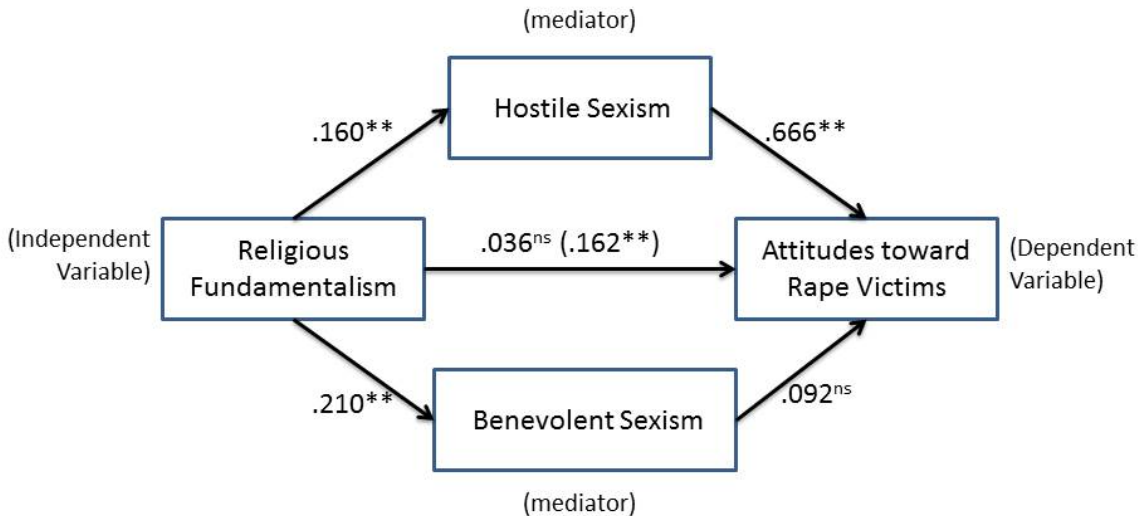 (mediator)
Hostile Sexism
.160**
.666**
(Independent
Variable)
Religious
Fundamentalism
.036ns (.162**)
Attitudes toward
Rape Victims
(Dependent
Variable)
.210**
Benevolent Sexism
.092ns
(mediator)